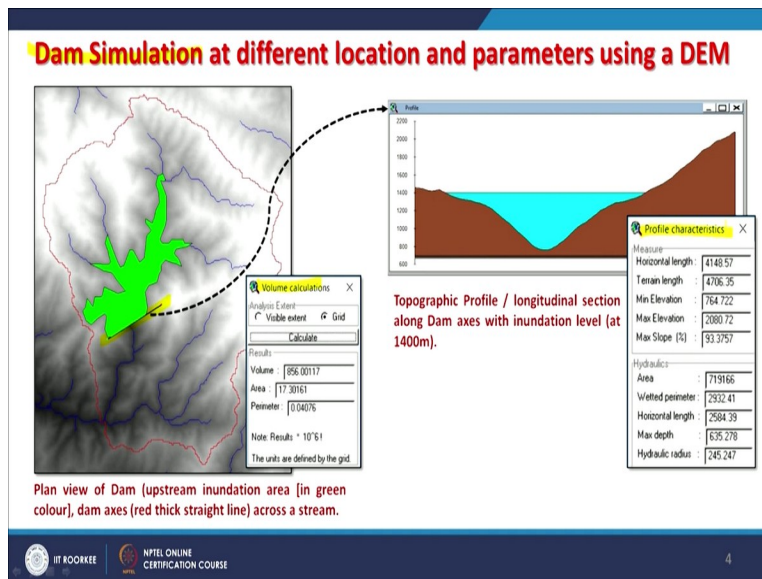 Dam Simulation at different location and parameters using a DEM
Profile
2200
2000
1800
1600
1400
1200
1000
800
600
Volume calculations
Analysis Extent
Visible extent
Grid
Calculate
Results
Volume : 856.00117
Area : 17.30161
Perimeter : 0.04076
Note: Results * 10^6 !
The units are defined by the grid.
Topographic Profile / longitudinal section
along Dam axes with inundation level (at
1400m).
Profile characteristics
Measure
Horizontal length : 4148.57
Terrain length : 4706.35
Min Elevation : 764.722
Max Elevation : 2080.72
Max Slope (%) : 93.3757
Hydraulics
Area : 719166
Wetted perimeter : 2932.41
Horizontal length : 2584.39
Max depth : 635.278
Hydraulic radius : 245.247
Plan view of Dam (upstream inundation area [in green
colour], dam axes (red thick straight line) across a stream.
IIT ROORKEE
NPTEL ONLINE
CERTIFICATION COURSE
4